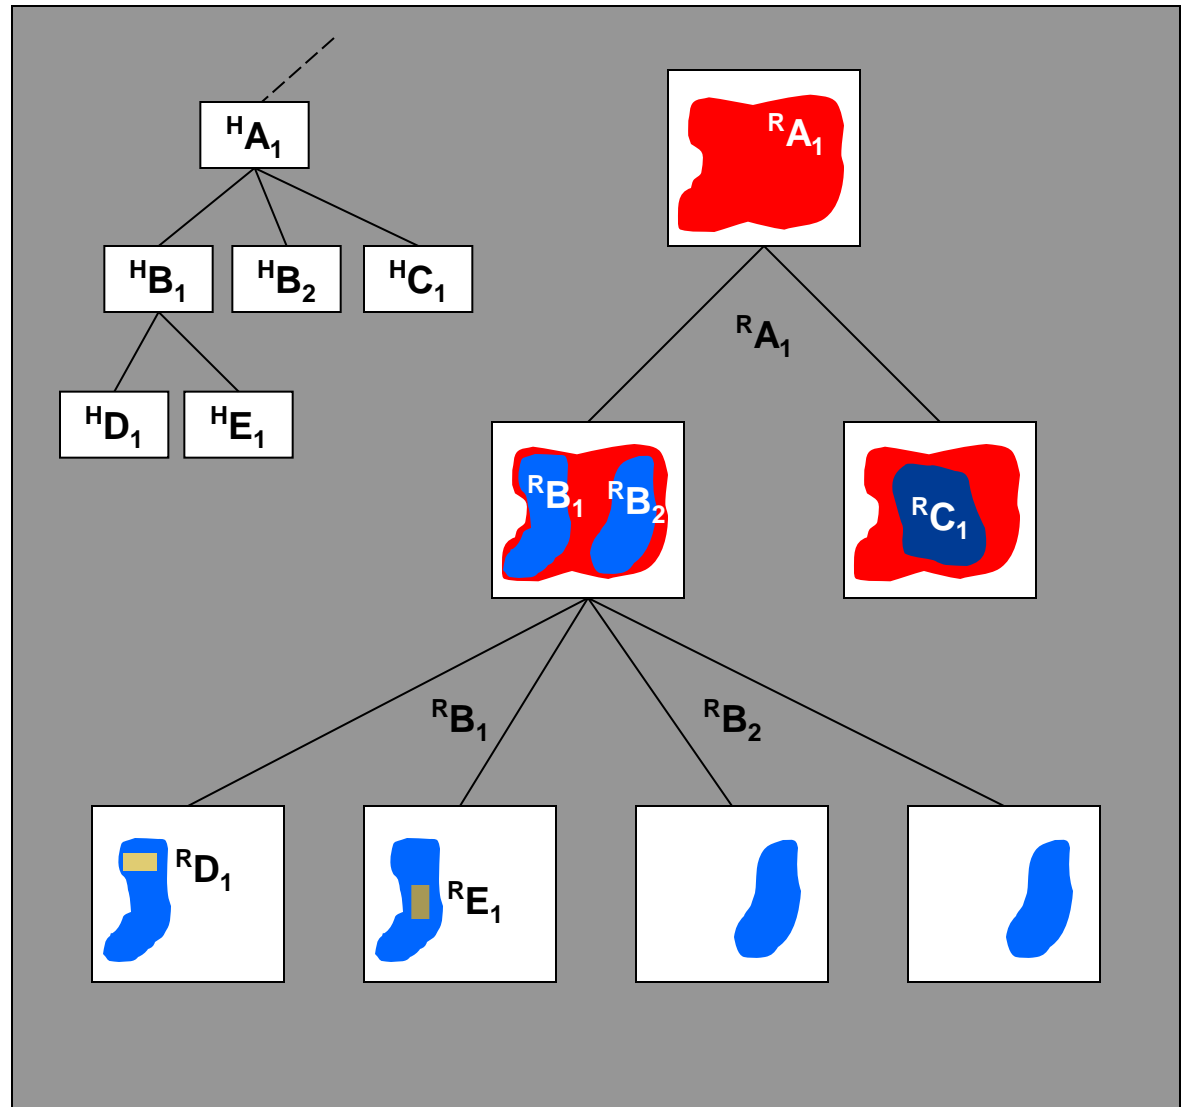 ᴴA₁
ᴴB₁ ᴴB₂ ᴴC₁
ᴴD₁ ᴴE₁
ᴿA₁
ᴿA₁
ᴿB₁ ᴿB₂ ᴿC₁
ᴿB₁ ᴿB₂
ᴿD₁ ᴿE₁